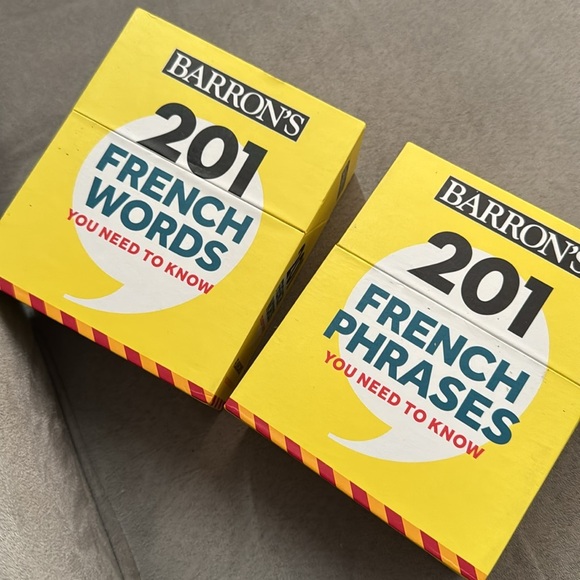 BARRON'S
201
FRENCH
WORDS
YOU NEED TO KNOW
BARRON'S
201
FRENCH
PHRASES
YOU NEED TO KNOW